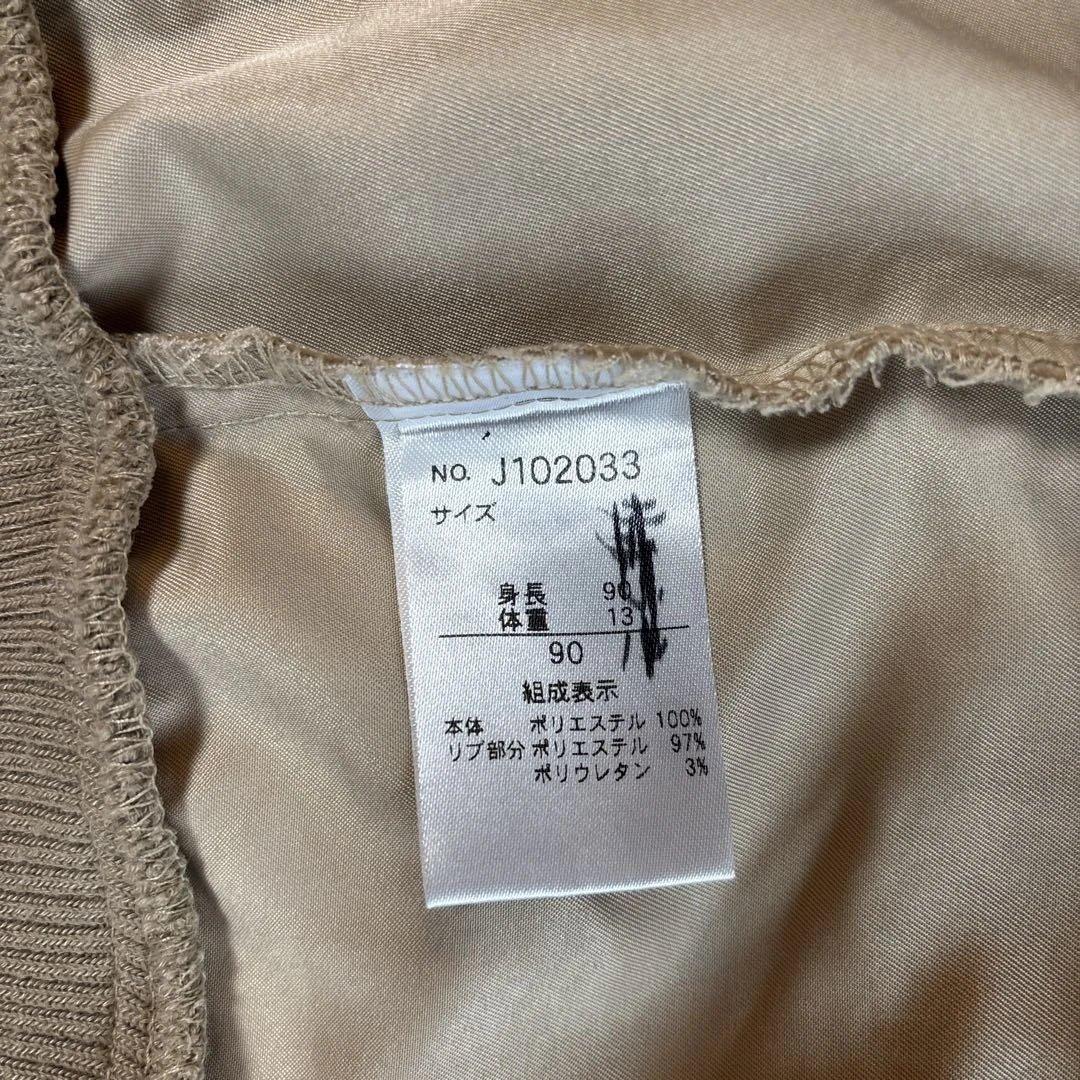 NO. J102033
サイズ
身長 90
体重 13
90
組成表示
本体 ポリエステル 100%
リブ部分 ポリエステル 97%
ポリウレタン 3%